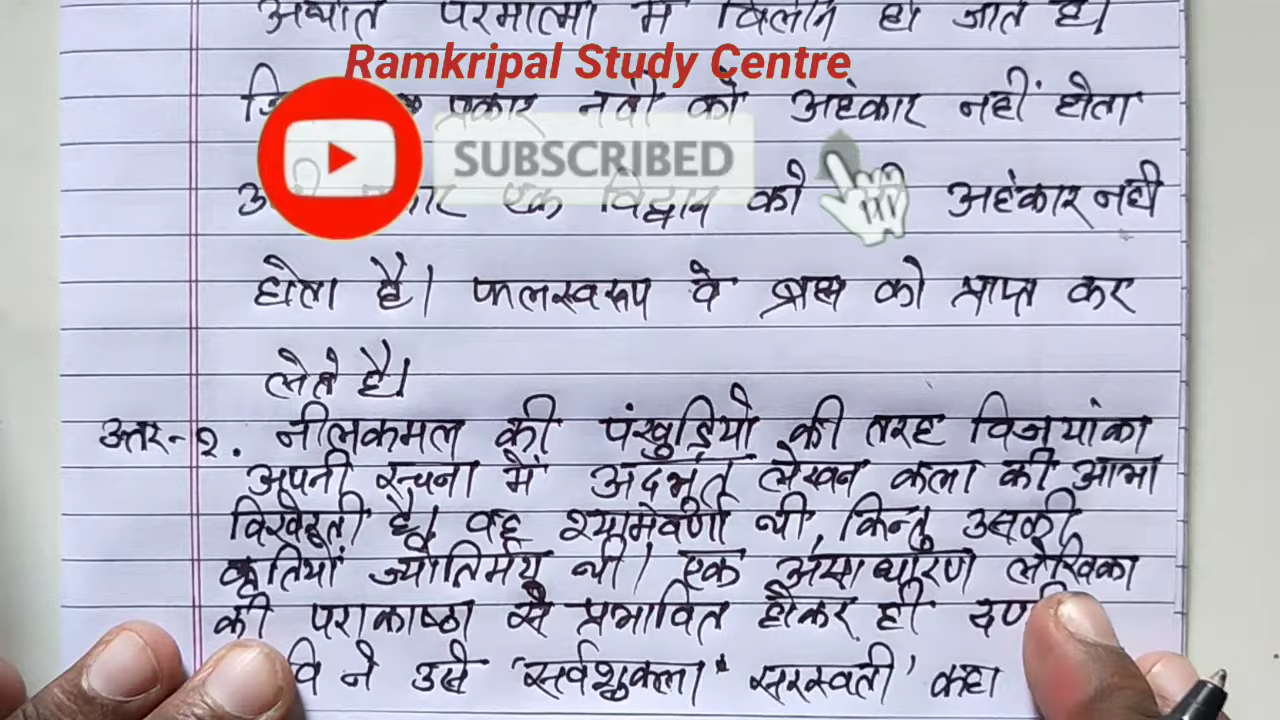 अर्थात परमात्मा में विलीन हो जाते है।
Ramkripal Study Centre
प्रकार नदी को अहंकार नहीं होता
SUBSCRIBED
एक विद्वान को अहंकार नही
होता है। फलस्वरूप वे ब्रह्म को प्राप्त कर
लेते है।
उत्तर-२. नीलकमल की पंखुड़ियो की तरह विजयांका
अपनी रचना में अदभुत लेखन कला की आभा
बिखेरती है। वह श्यामवर्णा थी, किन्तु उसकी
कृतियाँ ज्योतिर्मय थी। एक असाधारण लेखिका
की पराकाष्ठा से प्रभावित होकर ही
ने उसे 'सर्वशुक्ला सरस्वती' कहा